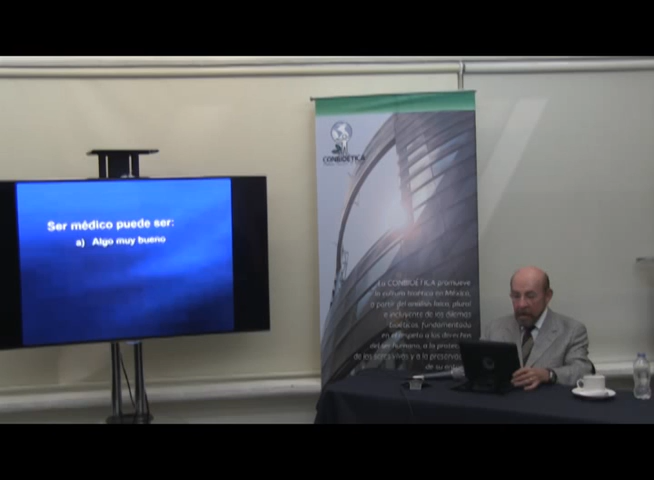 Ser médico puede ser:
a) Algo muy bueno
CONBIOÉTICA
La CONBIOÉTICA promueve
la cultura bioética en México,
a partir del análisis laico, plural
e incluyente de los dilemas
bioéticos, fundamentado
en el respeto a los derechos
del ser humano, a la protección
de los seres vivos y a la preservación
de su